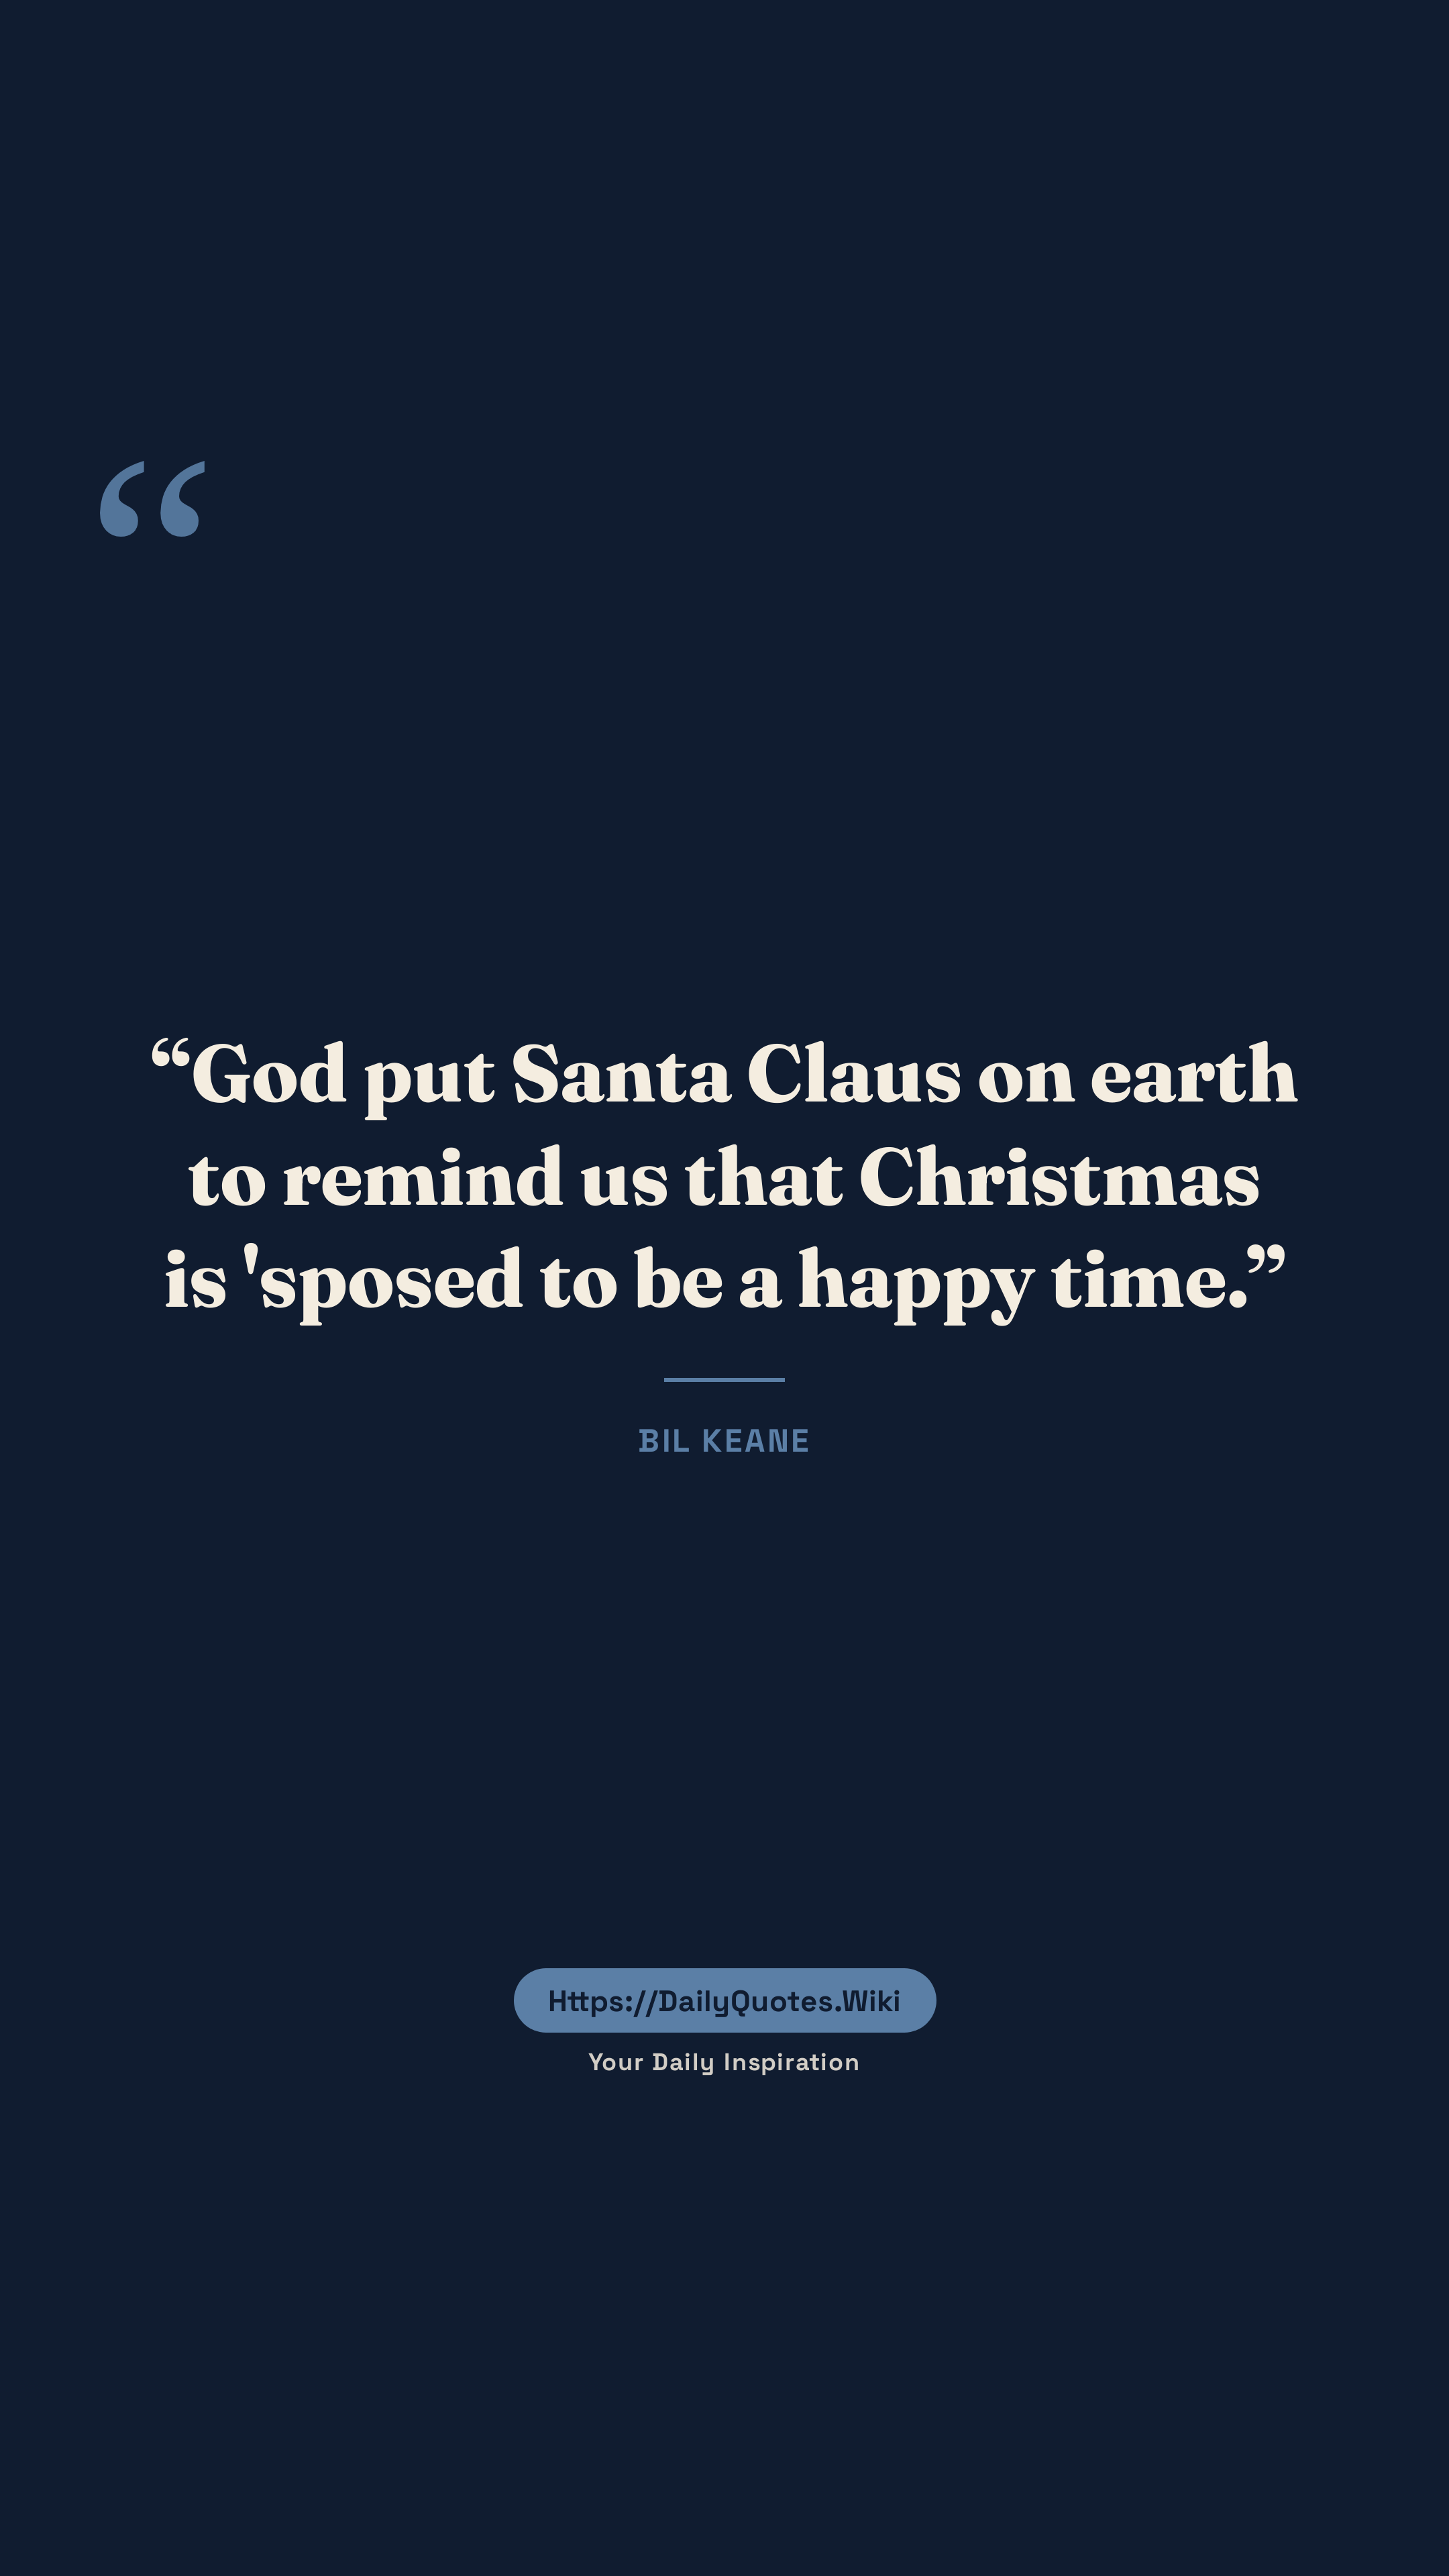 “
“God put Santa Claus on earth
to remind us that Christmas
is 'sposed to be a happy time.”
BIL KEANE
Https://DailyQuotes.Wiki
Your Daily Inspiration